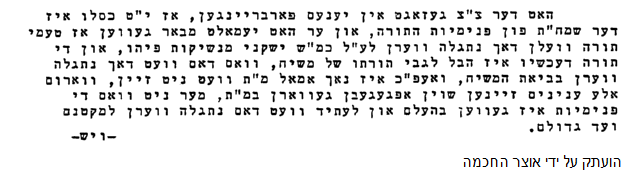 האט דער צ"צ געזאגט אין יענעם פארבריינגען, אז י"ט כסלו איז
דער שמח"ת פון פנימיות התורה, און ער האט יעמאלט מבאר געווען אז טעמי
תורה וועלן דאך נתגלה ווערן לע"ל כמ"ש ישקני מנשיקות פיהו, און די
תורה דעכשיו איז הבל לגבי תורתו של משיח, וואס דאס וועט דאך נתגלה
ווערן בביאת המשיח, ואעפ"כ איז נאך אמאל מ"ת וועט ניט זיין, ווארום
אלע ענינים זיינען שוין אפגעגעבן געווארן במ"ת, מער ניט וואס די
פנימיות איז געווען בהעלם און לעתיד וועט דאס נתגלה ווערן למקטנם
ועד גדולם.
-ויש-
הועתק על ידי אוצר החכמה